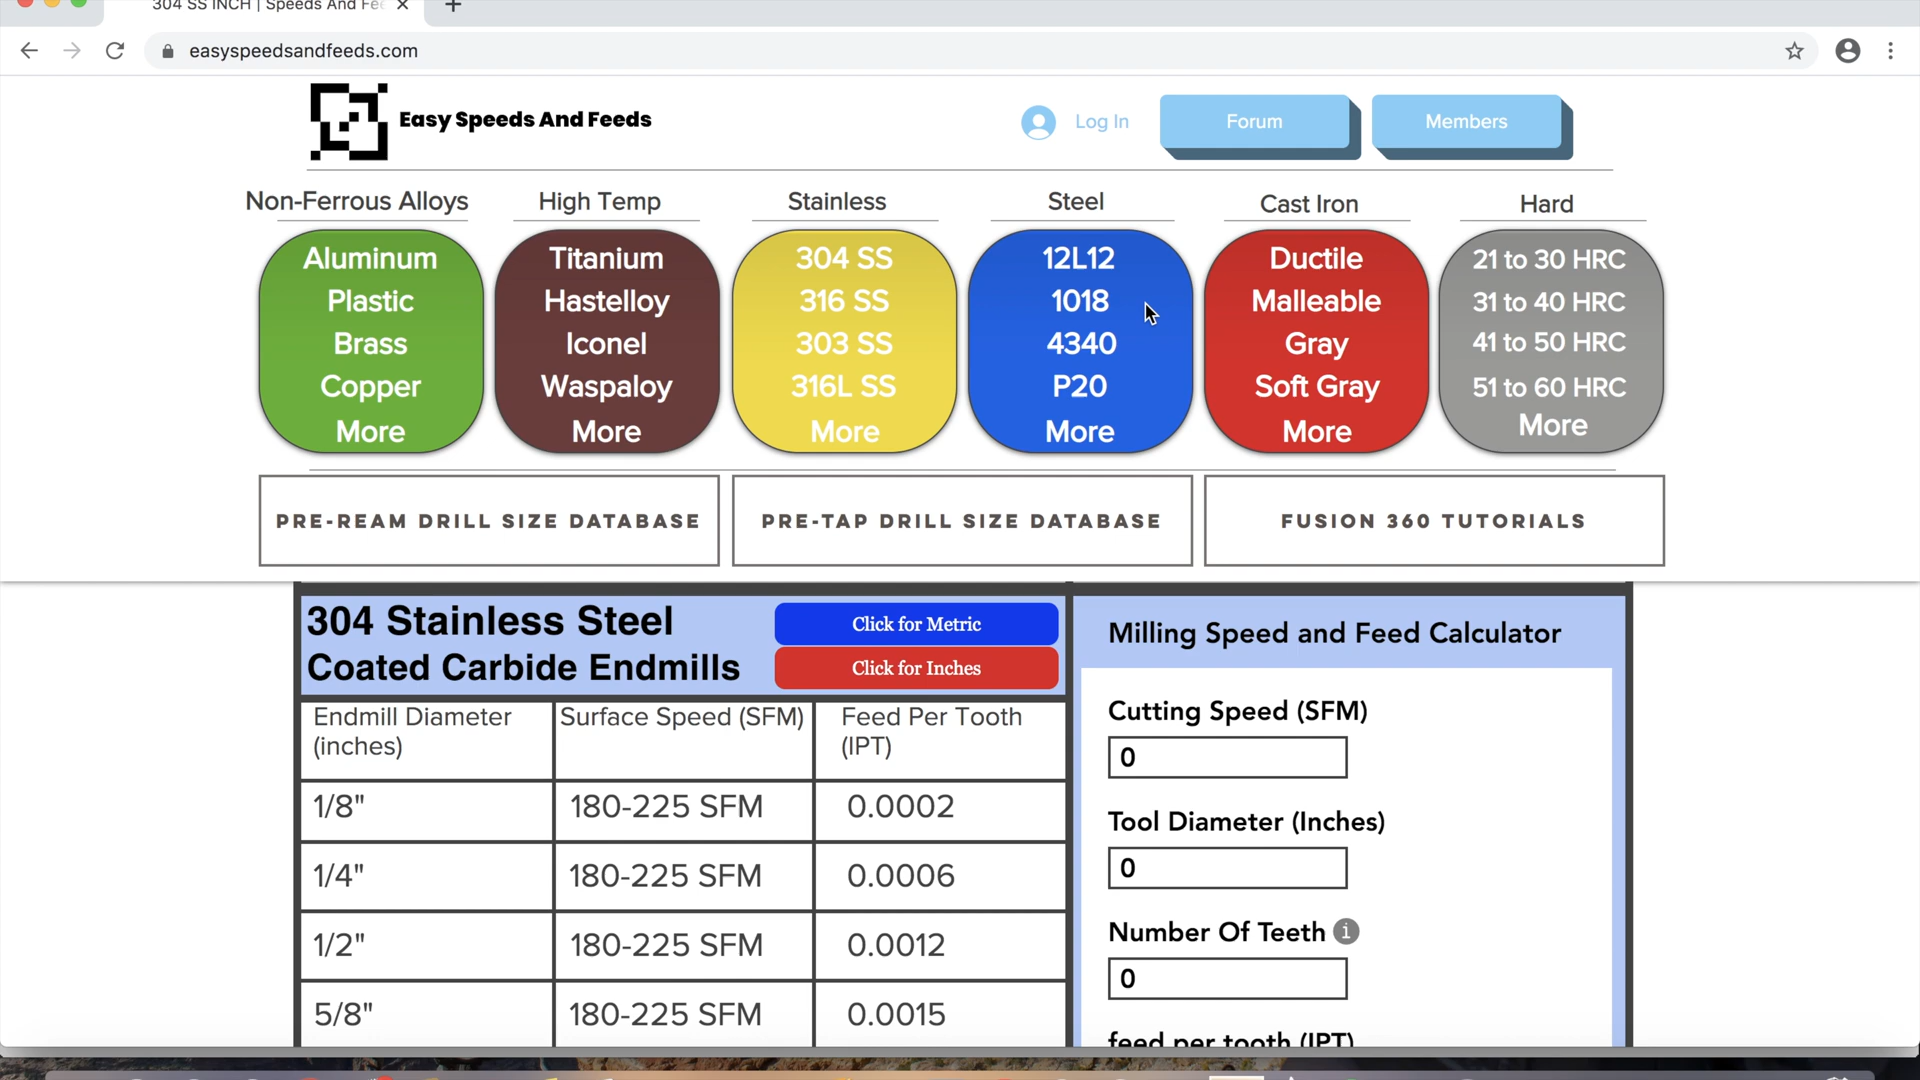 304 SS INCH | Speeds And Fee
easyspeedsandfeeds.com
Easy Speeds And Feeds
Log In
Forum
Members
Non-Ferrous Alloys
High Temp
Stainless
Steel
Cast Iron
Hard
Aluminum
Plastic
Brass
Copper
More
Titanium
Hastelloy
Iconel
Waspaloy
More
304 SS
316 SS
303 SS
316L SS
More
12L12
1018
4340
P20
More
Ductile
Malleable
Gray
Soft Gray
More
21 to 30 HRC
31 to 40 HRC
41 to 50 HRC
51 to 60 HRC
More
PRE-REAM DRILL SIZE DATABASE
PRE-TAP DRILL SIZE DATABASE
FUSION 360 TUTORIALS
304 Stainless Steel
Coated Carbide Endmills
Click for Metric
Click for Inches
Endmill Diameter
(inches)
Surface Speed (SFM)
Feed Per Tooth
(IPT)
1/8" 180-225 SFM 0.0002
1/4" 180-225 SFM 0.0006
1/2" 180-225 SFM 0.0012
5/8" 180-225 SFM 0.0015
Milling Speed and Feed Calculator
Cutting Speed (SFM)
0
Tool Diameter (Inches)
0
Number Of Teeth i
0
feed per tooth (IPT)